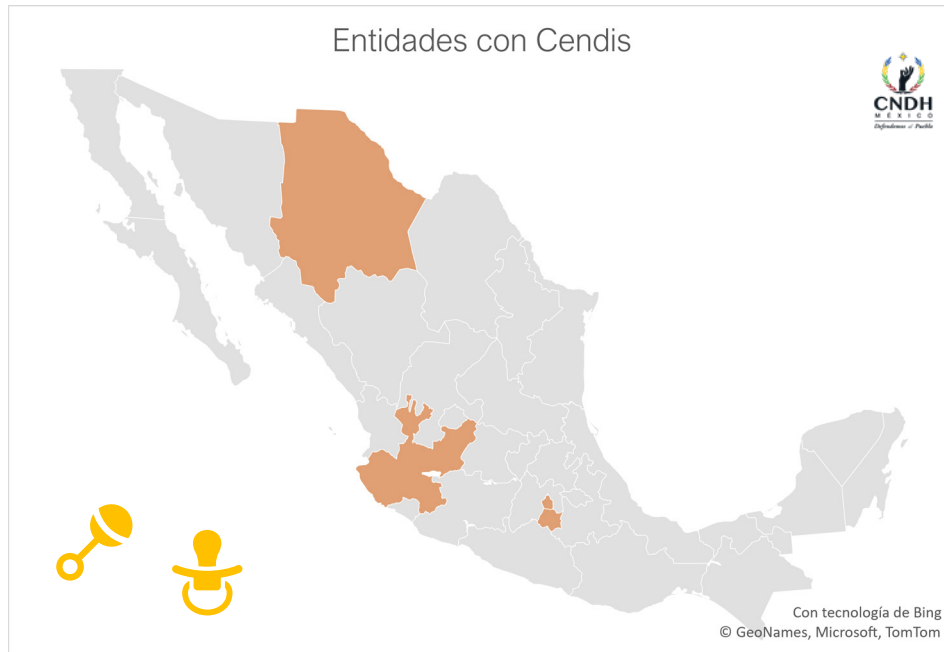 Entidades con Cendis
CNDH
MÉXICO
Defendemos al Pueblo
Con tecnología de Bing
© GeoNames, Microsoft, TomTom